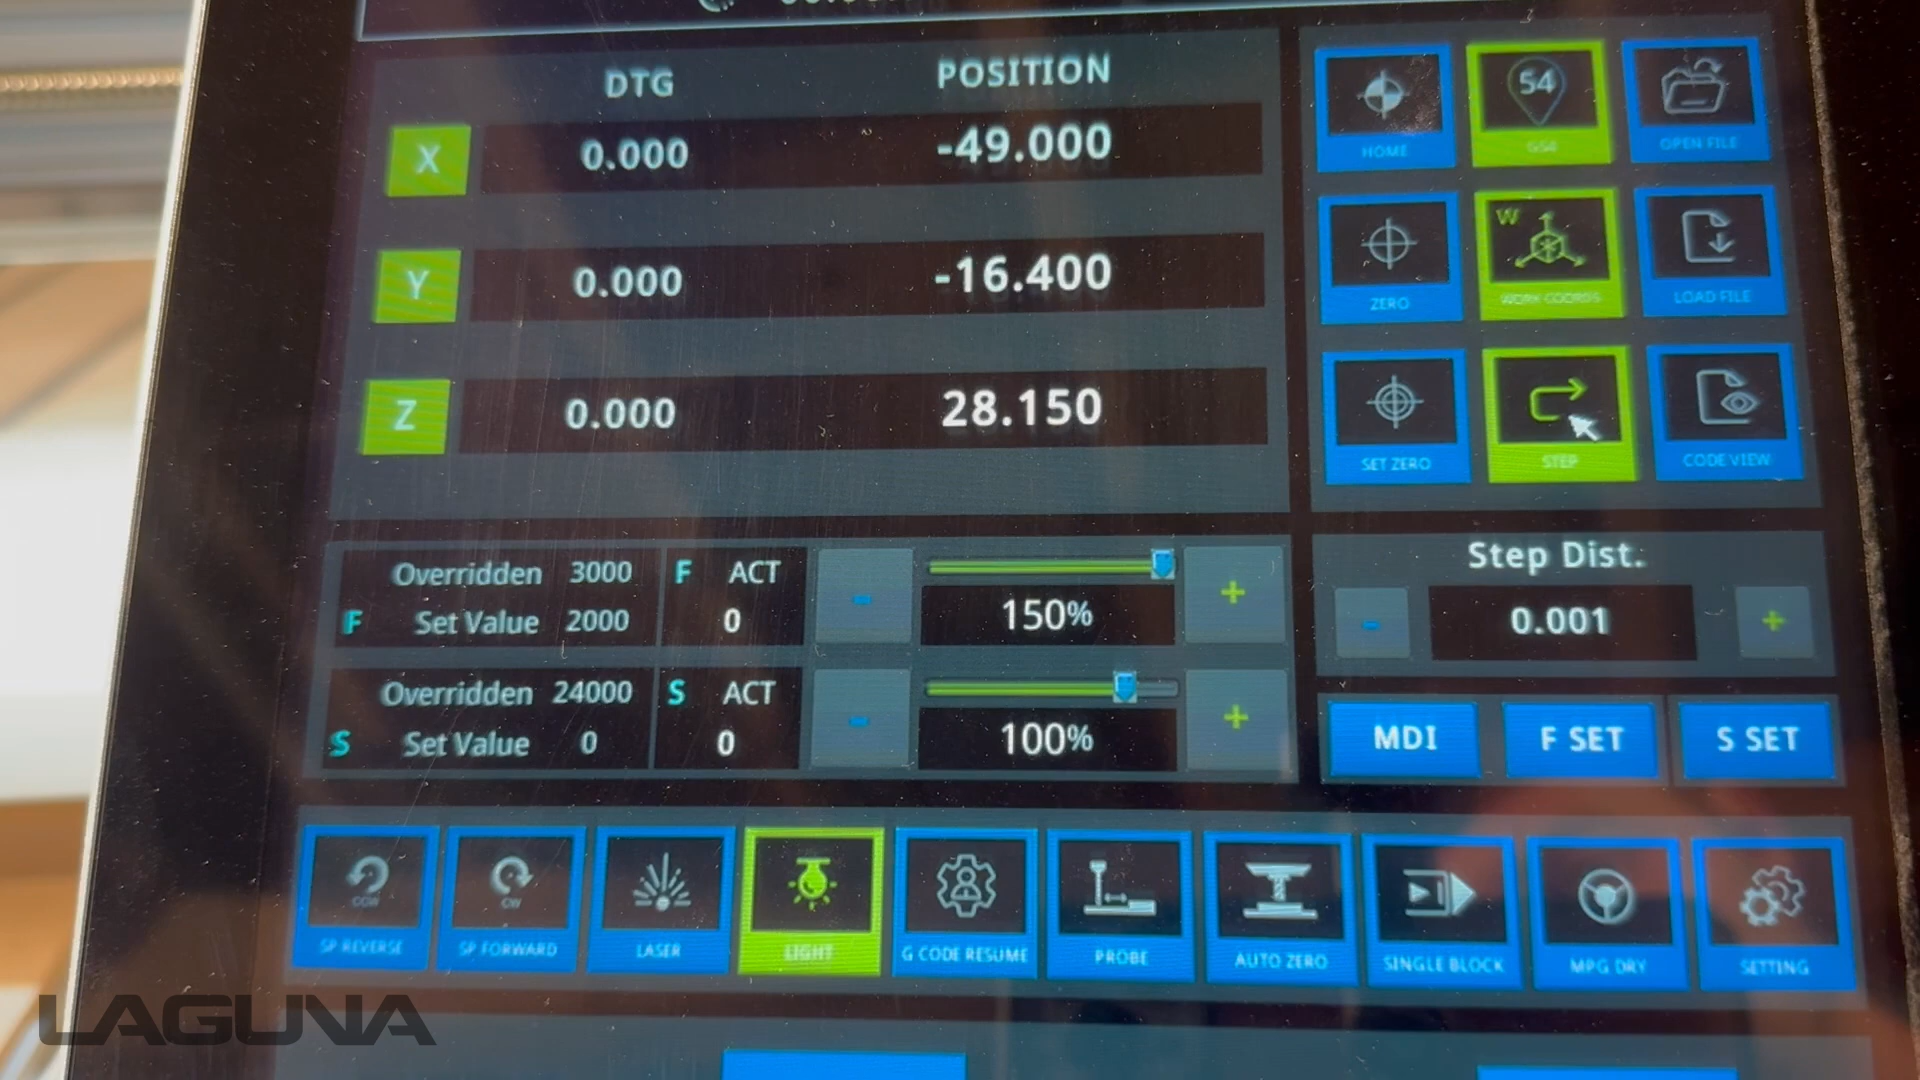 DTG POSITION
X 0.000 -49.000
Y 0.000 -16.400
Z 0.000 28.150
HOME
54
G54
OPEN FILE
ZERO
W
WORK COORDS
LOAD FILE
SET ZERO
STEP
CODE VIEW
Overridden 3000
F Set Value 2000
F ACT
0
-
150%
+
Overridden 24000
S Set Value 0
S ACT
0
-
100%
+
Step Dist.
- 0.001 +
MDI F SET S SET
CCW
SP REVERSE
CW
SP FORWARD
LASER
LIGHT
G CODE RESUME
PROBE
AUTO ZERO
SINGLE BLOCK
MPG DRY
SETTING
LAGUNA